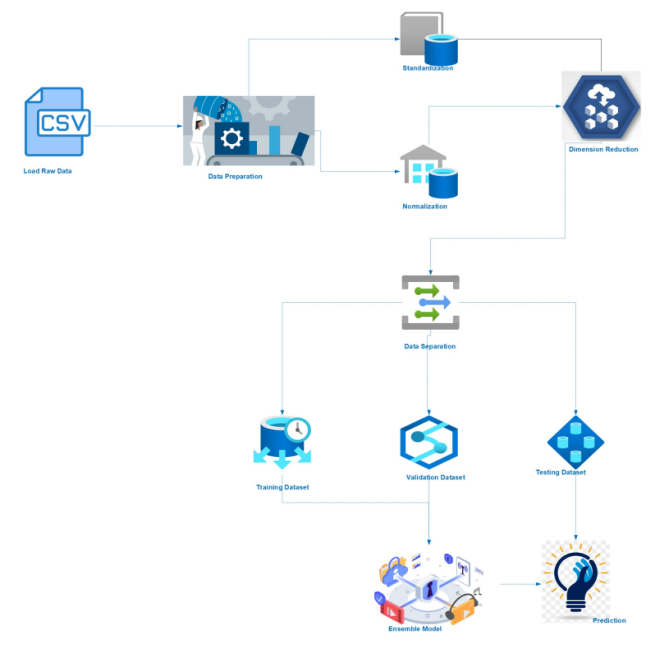 Standardization
CSV
Load Raw Data
Data Preparation
Dimension Reduction
Normalization
Data Separation
Training Dataset
Validation Dataset
Testing Dataset
Ensemble Model
Prediction